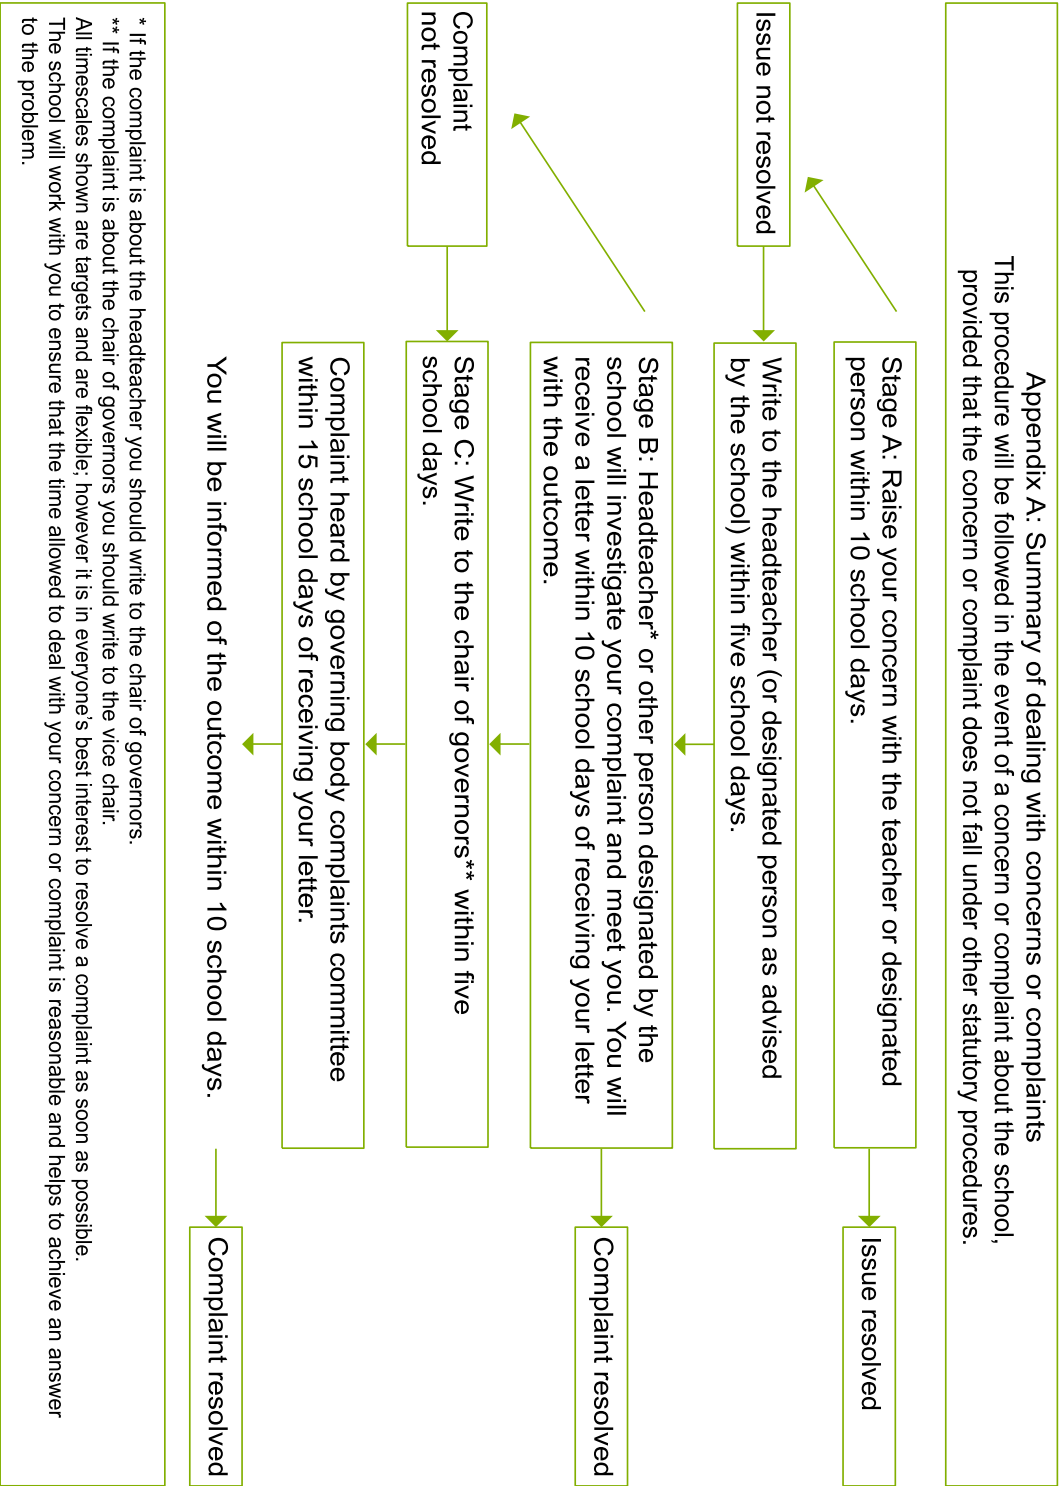 Appendix A: Summary of dealing with concerns or complaints
This procedure will be followed in the event of a concern or complaint about the school,
provided that the concern or complaint does not fall under other statutory procedures.
Stage A: Raise your concern with the teacher or designated
person within 10 school days.
Issue resolved
Issue not resolved
Write to the headteacher (or designated person as advised
by the school) within five school days.
Stage B: Headteacher* or other person designated by the
school will investigate your complaint and meet you. You will
receive a letter within 10 school days of receiving your letter
with the outcome.
Complaint resolved
Complaint
not resolved
Stage C: Write to the chair of governors** within five
school days.
Complaint heard by governing body complaints committee
within 15 school days of receiving your letter.
You will be informed of the outcome within 10 school days.
Complaint resolved
* If the complaint is about the headteacher you should write to the chair of governors.
** If the complaint is about the chair of governors you should write to the vice chair.
All timescales shown are targets and are flexible; however it is in everyone’s best interest to resolve a complaint as soon as possible.
The school will work with you to ensure that the time allowed to deal with your concern or complaint is reasonable and helps to achieve an answer
to the problem.